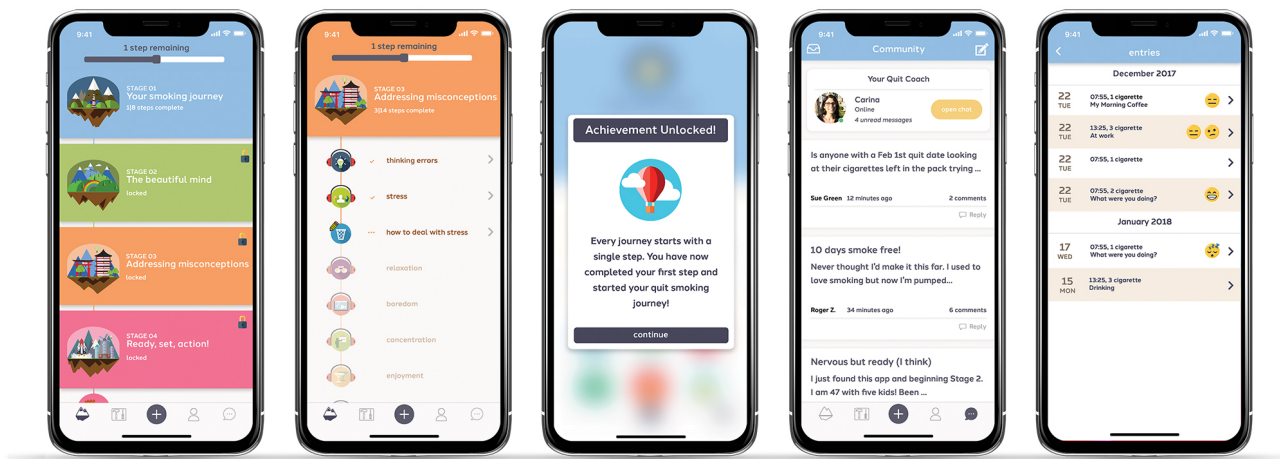 9:41
1 step remaining
STAGE 01
Your smoking journey
1|8 steps complete
STAGE 02
The beautiful mind
locked
STAGE 03
Addressing misconceptions
locked
STAGE 04
Ready, set, action!
locked
9:41
1 step remaining
STAGE 03
Addressing misconceptions
3|14 steps complete
thinking errors
stress
how to deal with stress
relaxation
boredom
concentration
enjoyment
Achievement Unlocked!
Every journey starts with a
single step. You have now
completed your first step and
started your quit smoking
journey!
continue
9:41
Community
Your Quit Coach
Carina
Online
4 unread messages
open chat
Is anyone with a Feb 1st quit date looking
at their cigarettes left in the pack trying ...
Sue Green 12 minutes ago 2 comments
Reply
10 days smoke free!
Never thought I'd make it this far. I used to
love smoking but now I'm pumped...
Roger Z. 34 minutes ago 6 comments
Reply
Nervous but ready (I think)
I just found this app and beginning Stage 2.
I am 47 with five kids! Been ...
9:41
entries
December 2017
22 07:55, 1 cigarette
TUE My Morning Coffee
22 13:25, 3 cigarette
TUE At work
22 07:55, 1 cigarette
TUE
22 07:55, 2 cigarette
TUE What were you doing?
January 2018
17 07:55, 1 cigarette
WED What were you doing?
15 13:25, 3 cigarette
MON Drinking